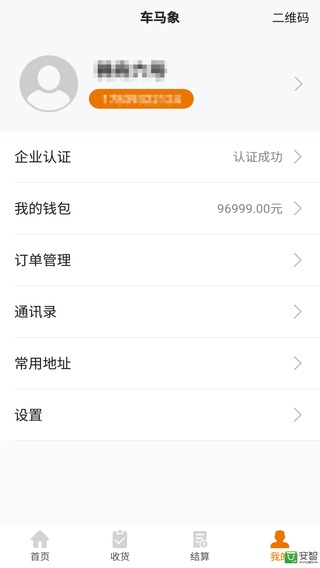 车马象
二维码
企业认证
认证成功
我的钱包
96999.00元
订单管理
通讯录
常用地址
设置
首页
收货
结算
我的
安智